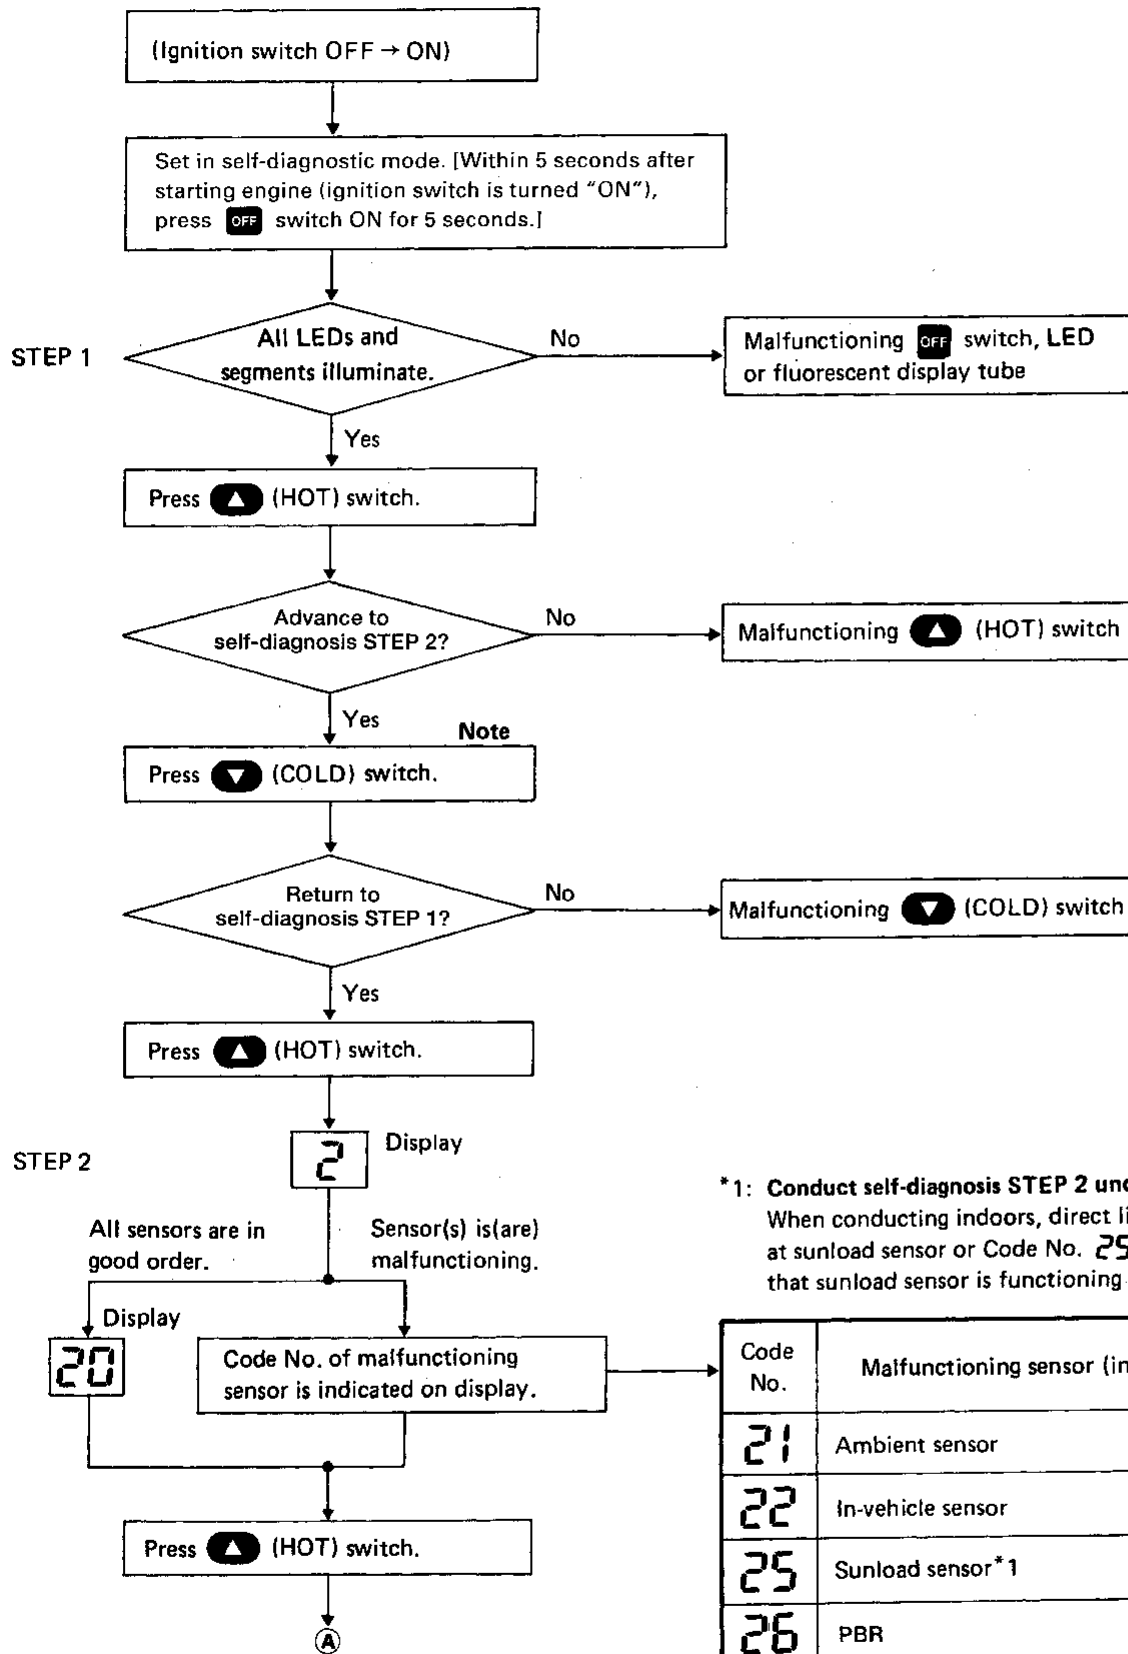 (Ignition switch OFF → ON)
Set in self-diagnostic mode. [Within 5 seconds after
starting engine (ignition switch is turned "ON"),
press OFF switch ON for 5 seconds.]
STEP 1
All LEDs and
segments illuminate.
No
Malfunctioning OFF switch, LED
or fluorescent display tube
Yes
Press ▲ (HOT) switch.
Advance to
self-diagnosis STEP 2?
No
Malfunctioning ▲ (HOT) switch
Yes
Note
Press ▼ (COLD) switch.
Return to
self-diagnosis STEP 1?
No
Malfunctioning ▼ (COLD) switch
Yes
Press ▲ (HOT) switch.
STEP 2
2 Display
All sensors are in
good order.
Sensor(s) is(are)
malfunctioning.
Display
20
Code No. of malfunctioning
sensor is indicated on display.
Press ▲ (HOT) switch.
A
*1: Conduct self-diagnosis STEP 2
When conducting indoors, direct
at sunload sensor or Code No. 25
that sunload sensor is functioning
Code
No.
Malfunctioning sensor
21 Ambient sensor
22 In-vehicle sensor
25 Sunload sensor*1
26 PBR